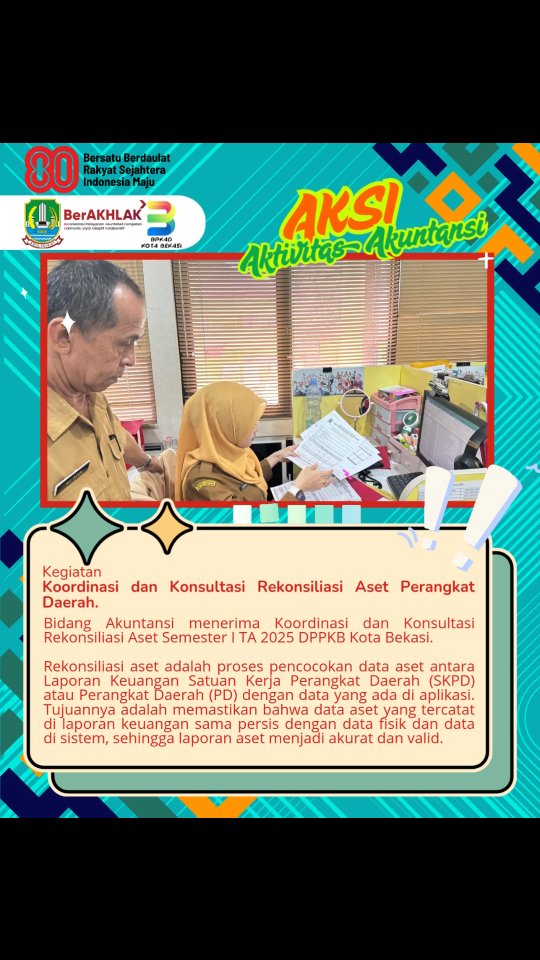 80 Bersatu Berdaulat
Rakyat Sejahtera
Indonesia Maju
BerAKHLAK
BPKAD
KOTA BEKASI
AKSI
Aktivitas Akuntansi
Kegiatan
Koordinasi dan Konsultasi Rekonsiliasi Aset Perangkat
Daerah.
Bidang Akuntansi menerima Koordinasi dan Konsultasi
Rekonsiliasi Aset Semester I TA 2025 DPPKB Kota Bekasi.
Rekonsiliasi aset adalah proses pencocokan data aset antara
Laporan Keuangan Satuan Kerja Perangkat Daerah (SKPD)
atau Perangkat Daerah (PD) dengan data yang ada di aplikasi.
Tujuannya adalah memastikan bahwa data aset yang tercatat
di laporan keuangan sama persis dengan data fisik dan data
di sistem, sehingga laporan aset menjadi akurat dan valid.